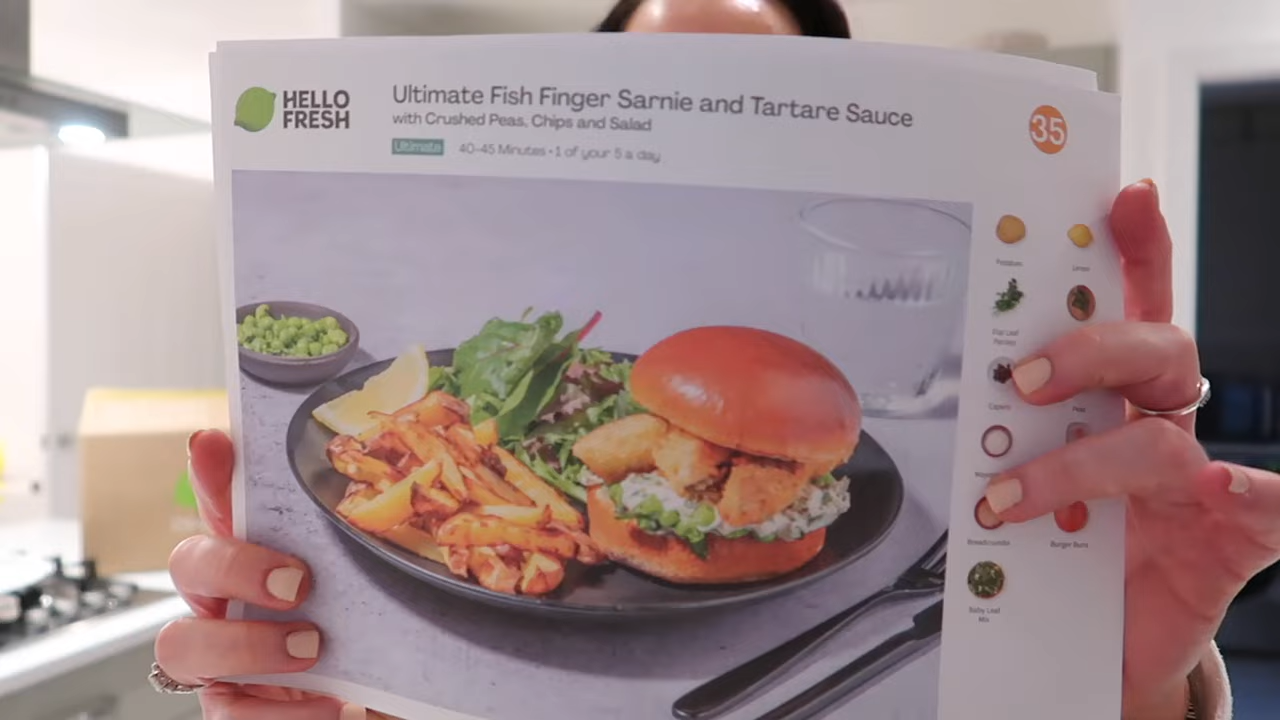 HELLO
FRESH
Ultimate Fish Finger Sarnie and Tartare Sauce
with Crushed Peas, Chips and Salad
Ultimate
40-45 Minutes • 1 of your 5 a day
35
Potatoes
Lemon
Flat Leaf
Parsley
Capers
Peas
Breadcrumbs
Burger Buns
Baby Leaf
Mix